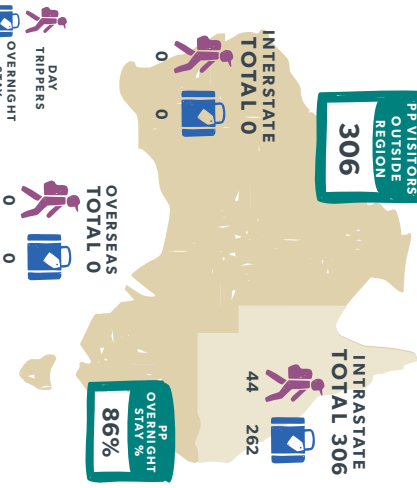 PP VISITORS
OUTSIDE
REGION
306
INTERSTATE
TOTAL 0
0
0
INTRASTATE
TOTAL 306
44
262
DAY
TRIPPERS
OVERNIGHT
OVERSEAS
TOTAL 0
0
0
PP
OVERNIGHT
STAY %
86%